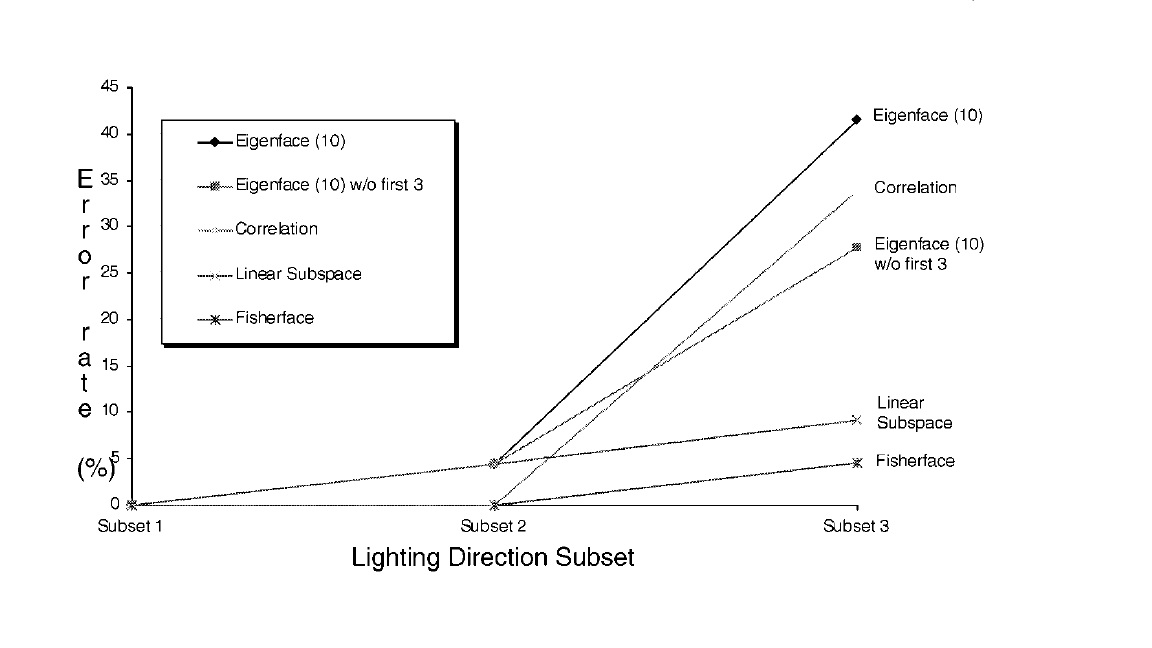 45
40
35
30
25
20
15
10
5
0
Error rate (%)
Eigenface (10)
Eigenface (10) w/o first 3
Correlation
Linear Subspace
Fisherface
Eigenface (10)
Correlation
Eigenface (10)
w/o first 3
Linear
Subspace
Fisherface
Subset 1
Subset 2
Subset 3
Lighting Direction Subset